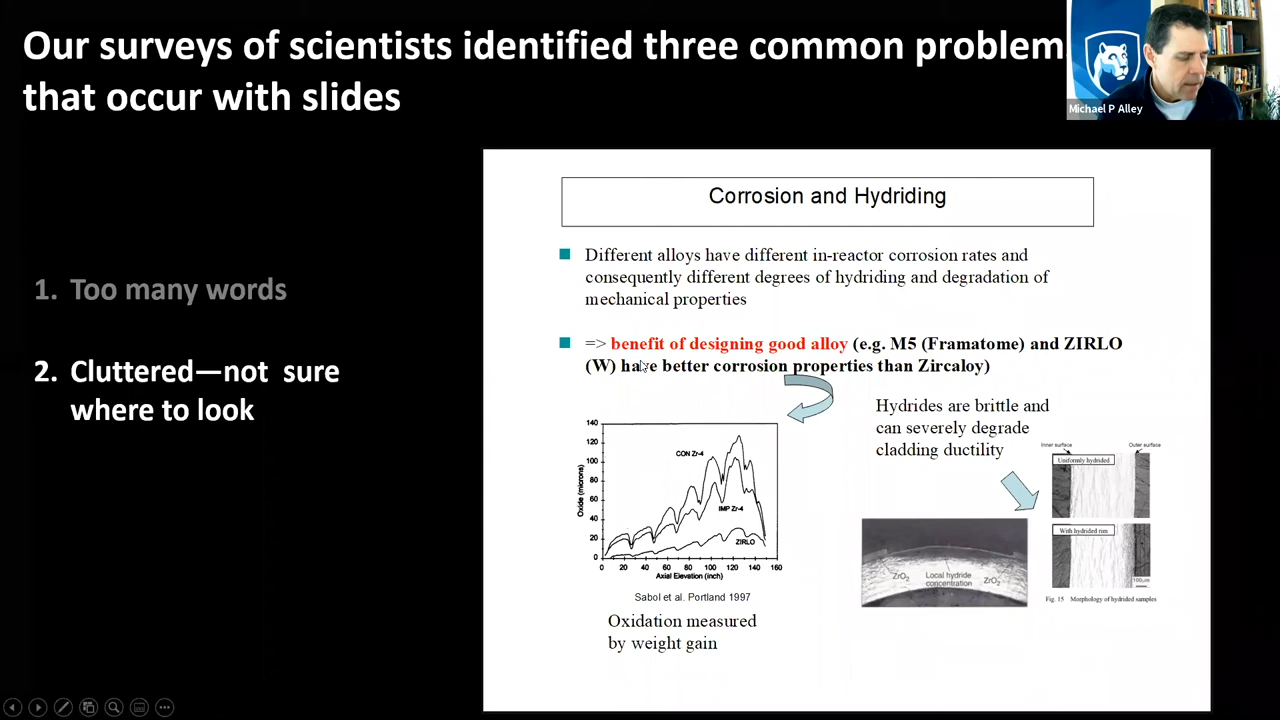 Our surveys of scientists identified three common problem
that occur with slides
Michael P Alley
1. Too many words
2. Cluttered—not sure
where to look
Corrosion and Hydriding
Different alloys have different in-reactor corrosion rates and
consequently different degrees of hydriding and degradation of
mechanical properties
=> benefit of designing good alloy (e.g. M5 (Framatome) and ZIRLO
(W) have better corrosion properties than Zircaloy)
Hydrides are brittle and
can severely degrade
cladding ductility
140
120
100
80
60
40
20
0
Oxide (microns)
CON Zr-4
IMP Zr-4
ZIRLO
0 20 40 60 80 100 120 140 160
Axial Elevation (inch)
Sabol et al. Portland 1997
Oxidation measured
by weight gain
ZrO2
Local hydride
concentration
ZrO2
Inner surface
Outer surface
Uniformly hydrided
With hydrided rim
100μm
Fig. 15 Morphology of hydrided samples